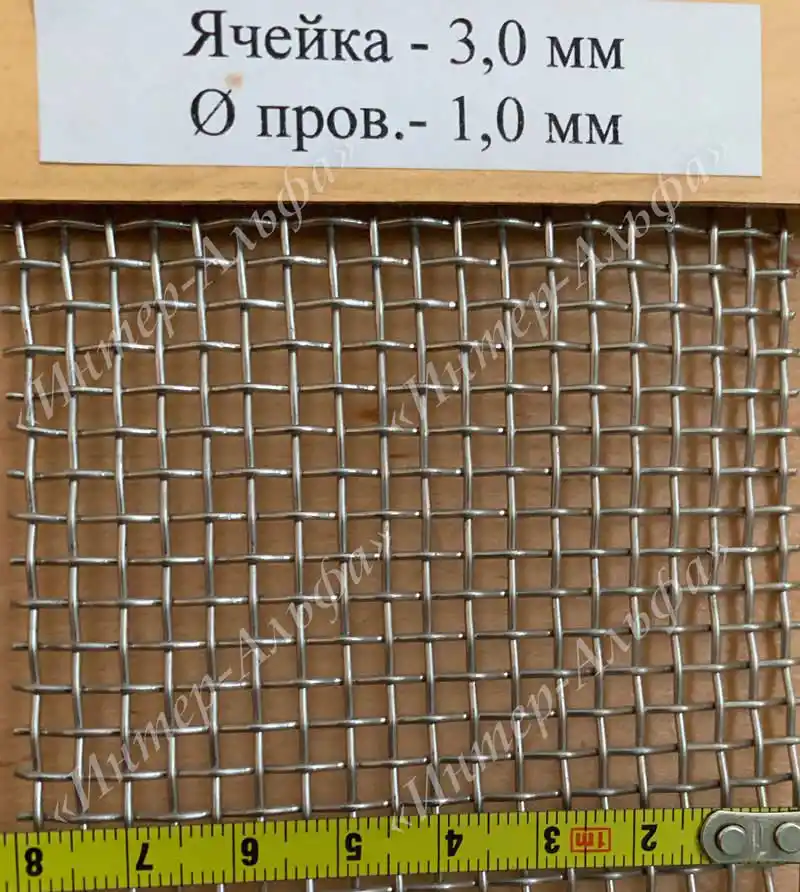 Ячейка - 3,0 мм
Ø пров.- 1,0 мм
«Интер-Альфа»
«Интер-Альфа»
«Интер-Альфа»
«Интер-Альфа»
8 7 6 5 4 3 1m 2